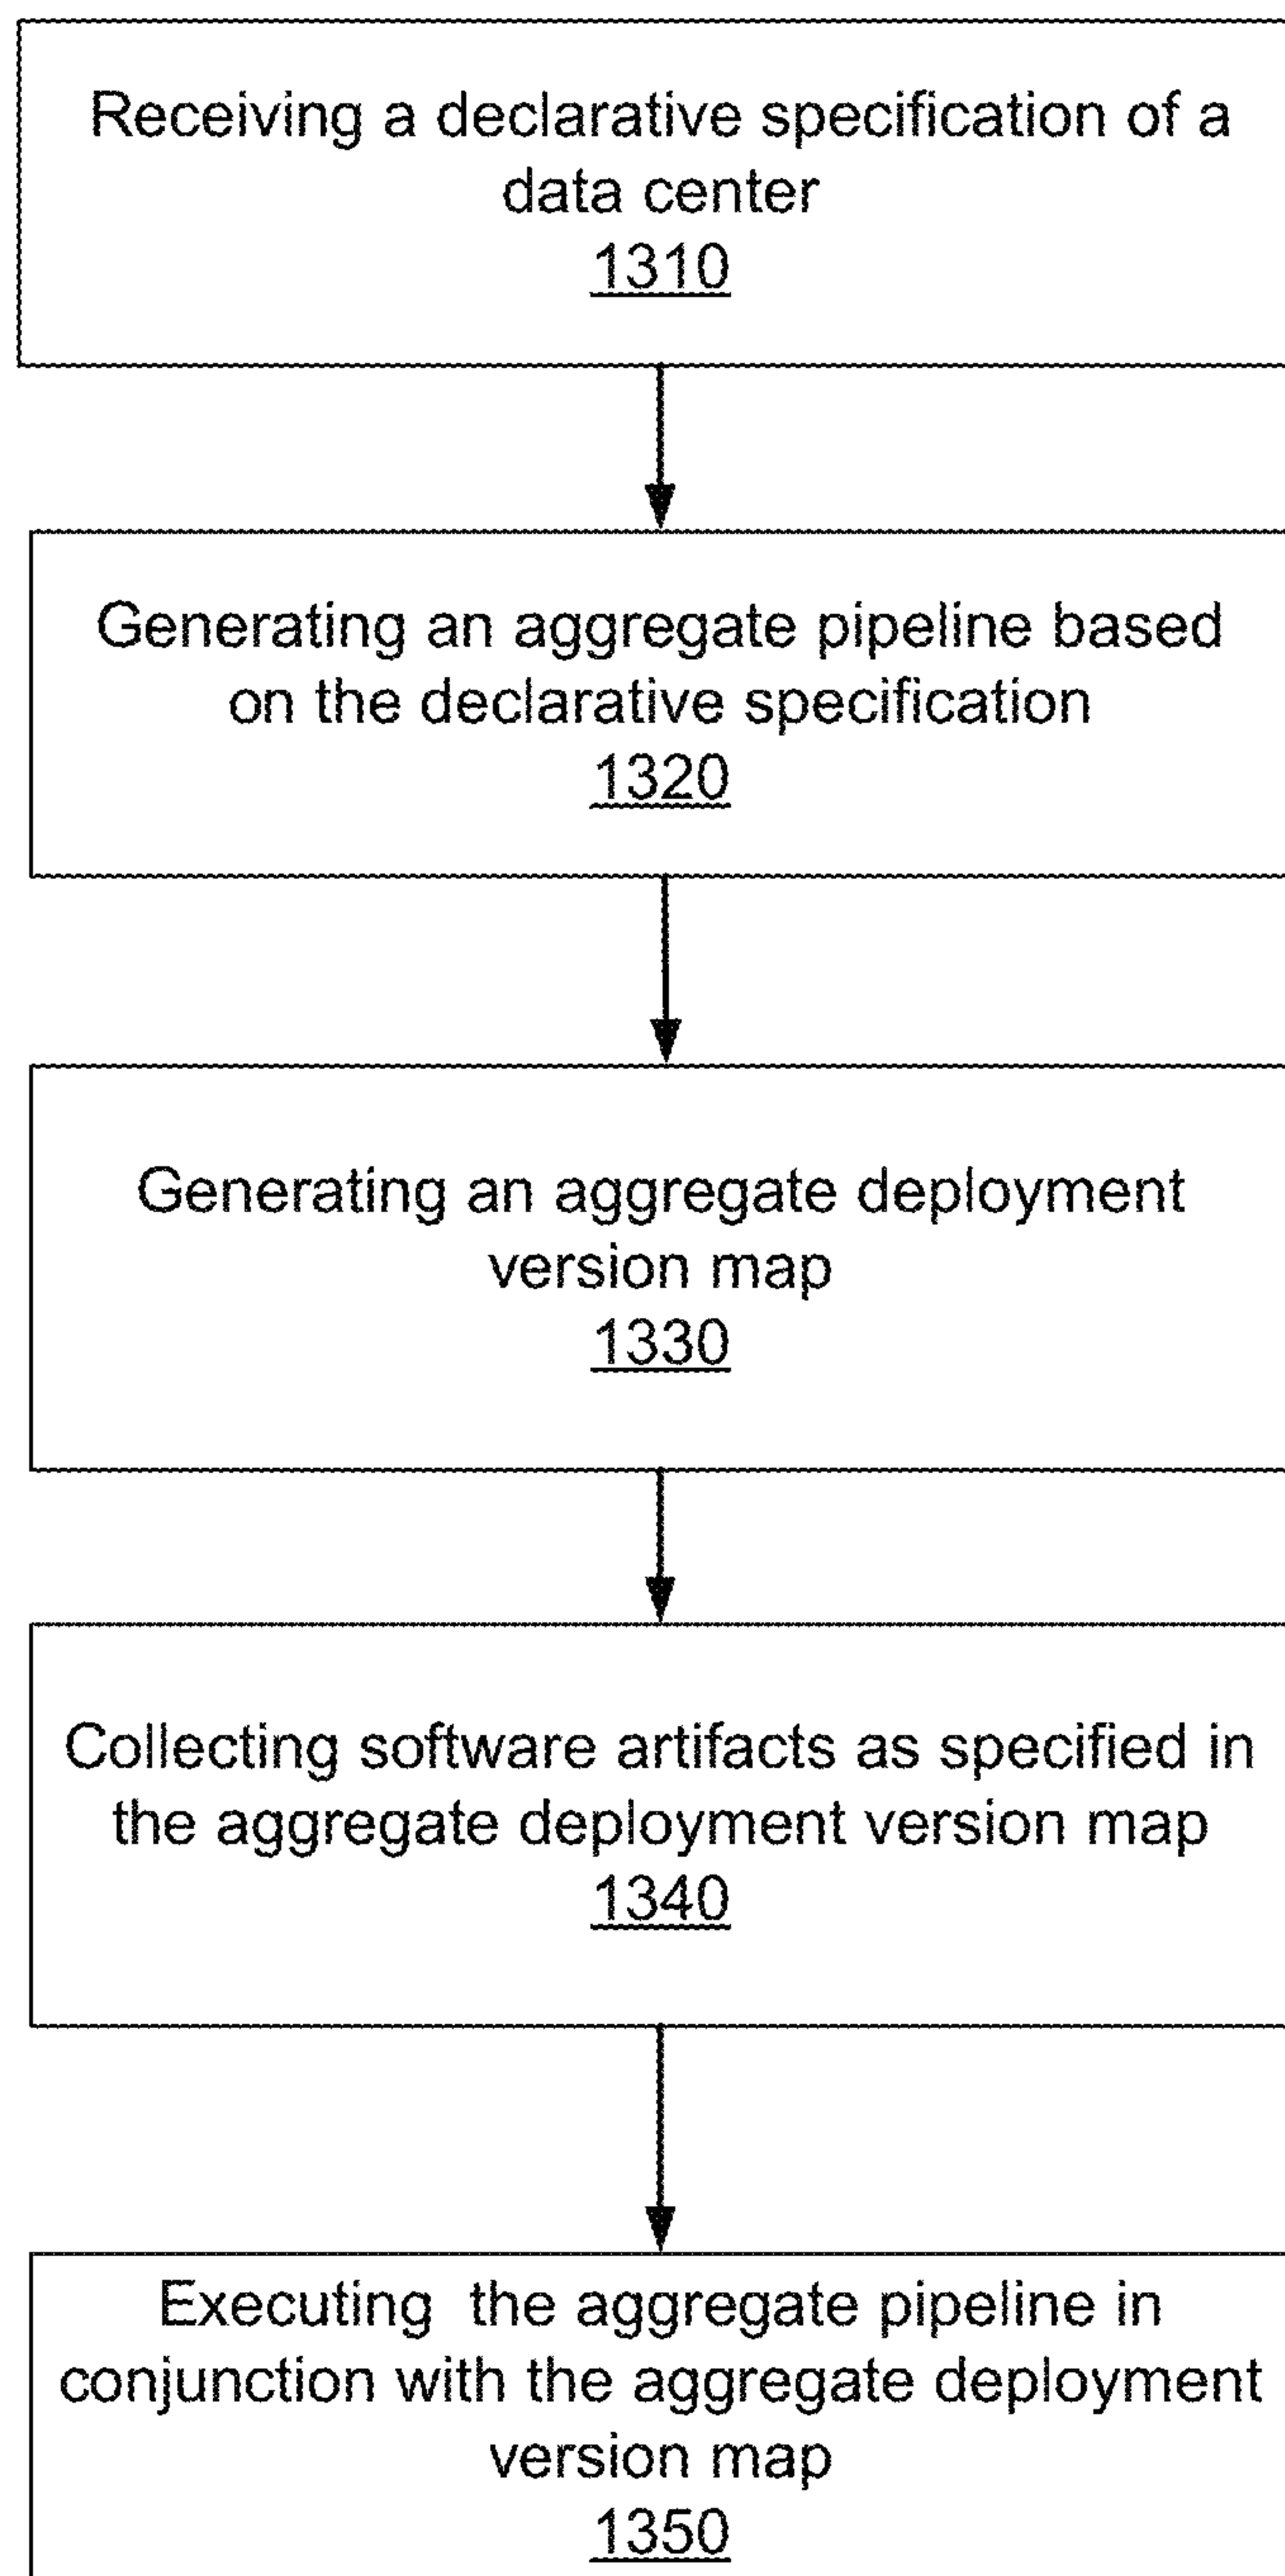 Receiving a declarative specification of a
data center
1310
Generating an aggregate pipeline based
on the declarative specification
1320
Generating an aggregate deployment
version map
1330
Collecting software artifacts as specified in
the aggregate deployment version map
1340
Executing the aggregate pipeline in
conjunction with the aggregate deployment
version map
1350